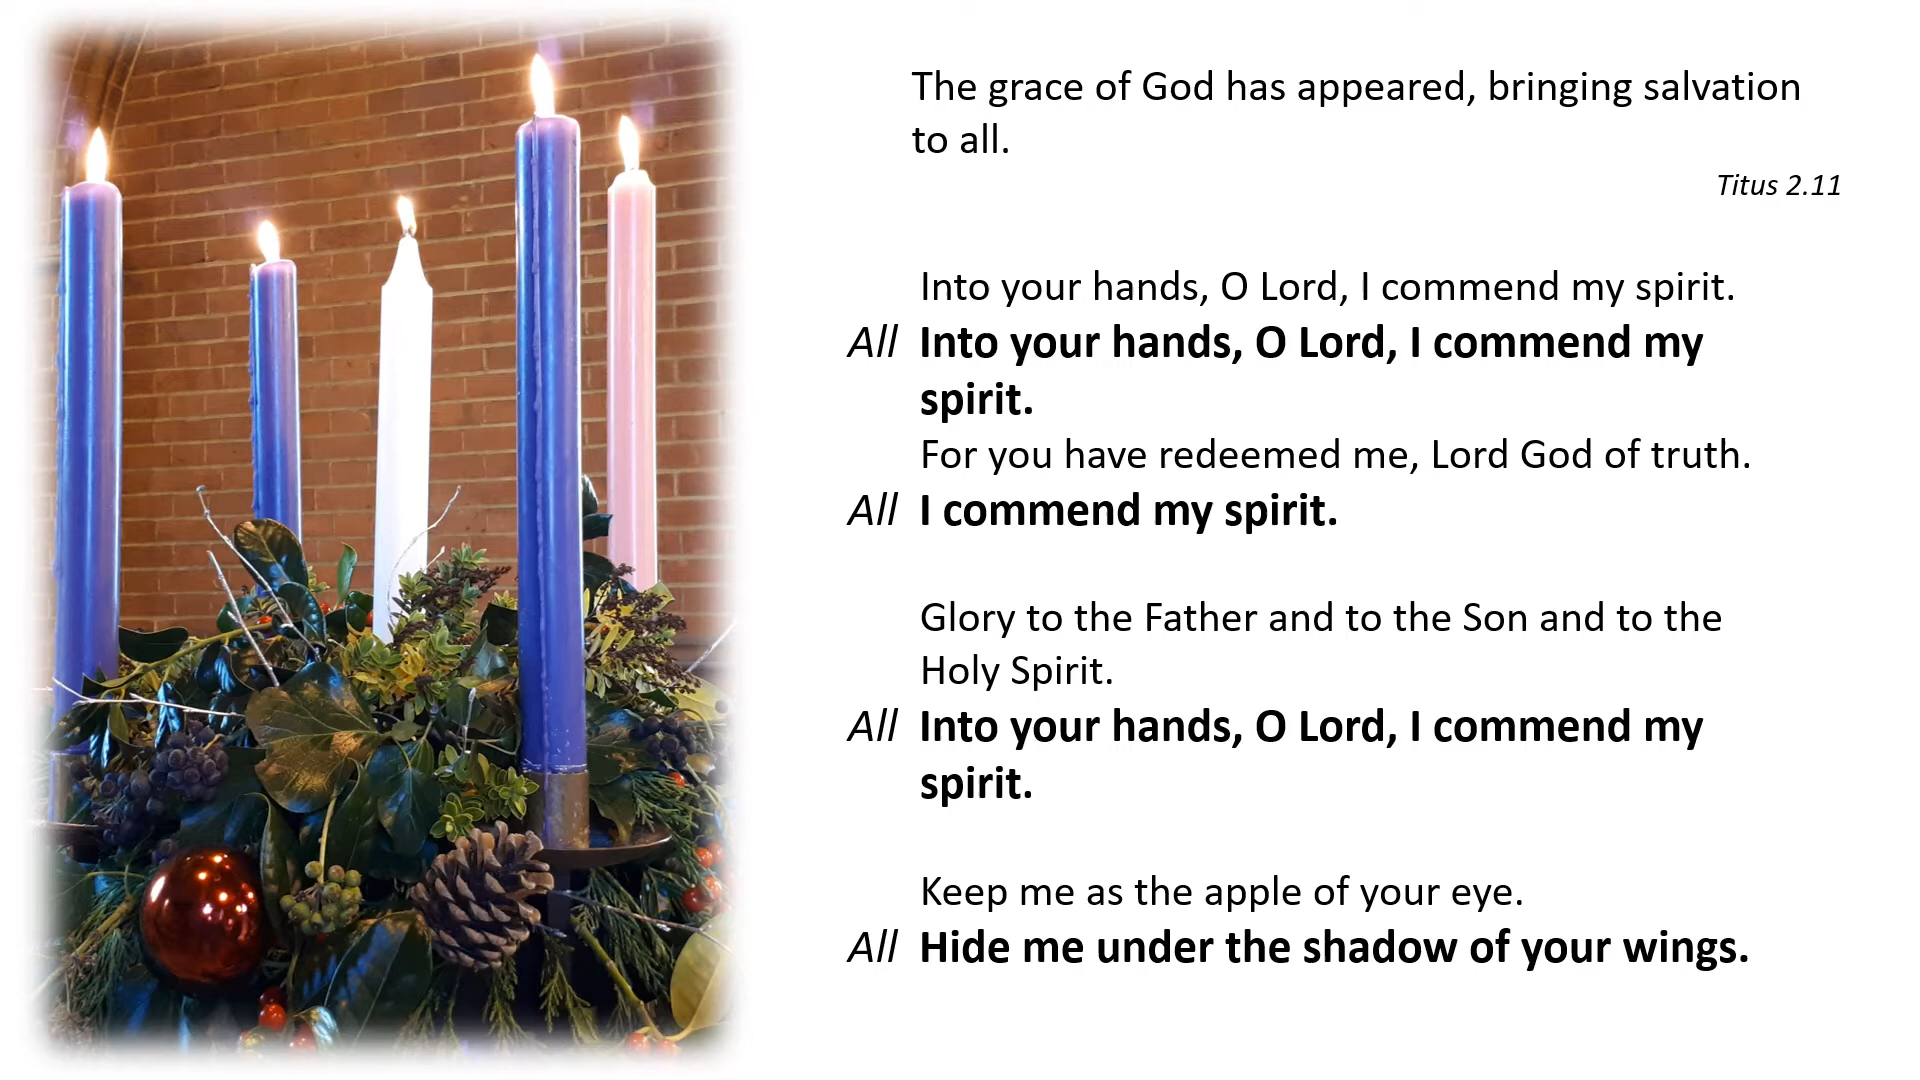 The grace of God has appeared, bringing salvation
to all.
Titus 2.11
Into your hands, O Lord, I commend my spirit.
All Into your hands, O Lord, I commend my
spirit.
For you have redeemed me, Lord God of truth.
All I commend my spirit.
Glory to the Father and to the Son and to the
Holy Spirit.
All Into your hands, O Lord, I commend my
spirit.
Keep me as the apple of your eye.
All Hide me under the shadow of your wings.